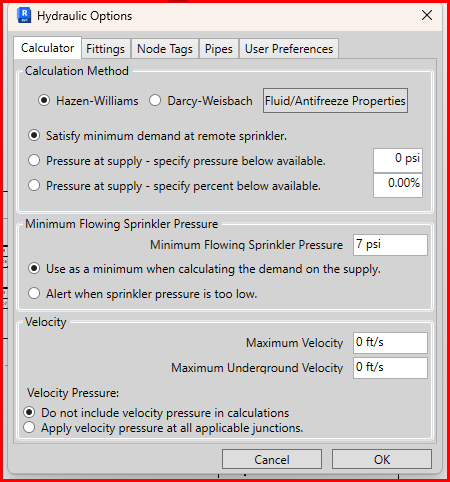 Hydraulic Options
Calculator Fittings Node Tags Pipes User Preferences
Calculation Method
Hazen-Williams Darcy-Weisbach Fluid/Antifreeze Properties
Satisfy minimum demand at remote sprinkler.
Pressure at supply - specify pressure below available. 0 psi
Pressure at supply - specify percent below available. 0.00%
Minimum Flowing Sprinkler Pressure
Minimum Flowing Sprinkler Pressure 7 psi
Use as a minimum when calculating the demand on the supply.
Alert when sprinkler pressure is too low.
Velocity
Maximum Velocity 0 ft/s
Maximum Underground Velocity 0 ft/s
Velocity Pressure:
Do not include velocity pressure in calculations
Apply velocity pressure at all applicable junctions.
Cancel OK